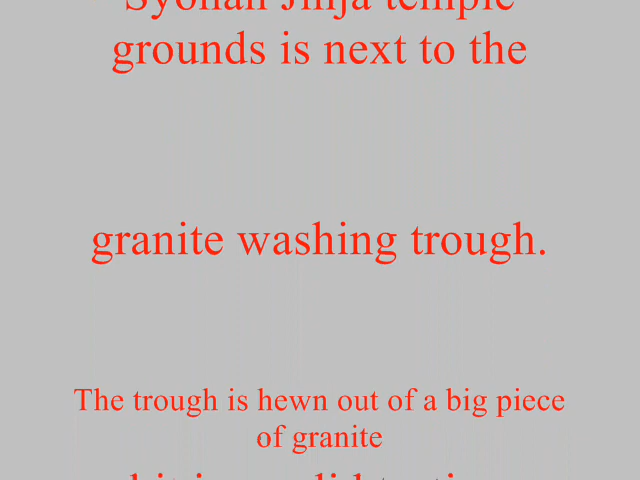 Syonan Jinja temple
grounds is next to the
granite washing trough.
The trough is hewn out of a big piece
of granite